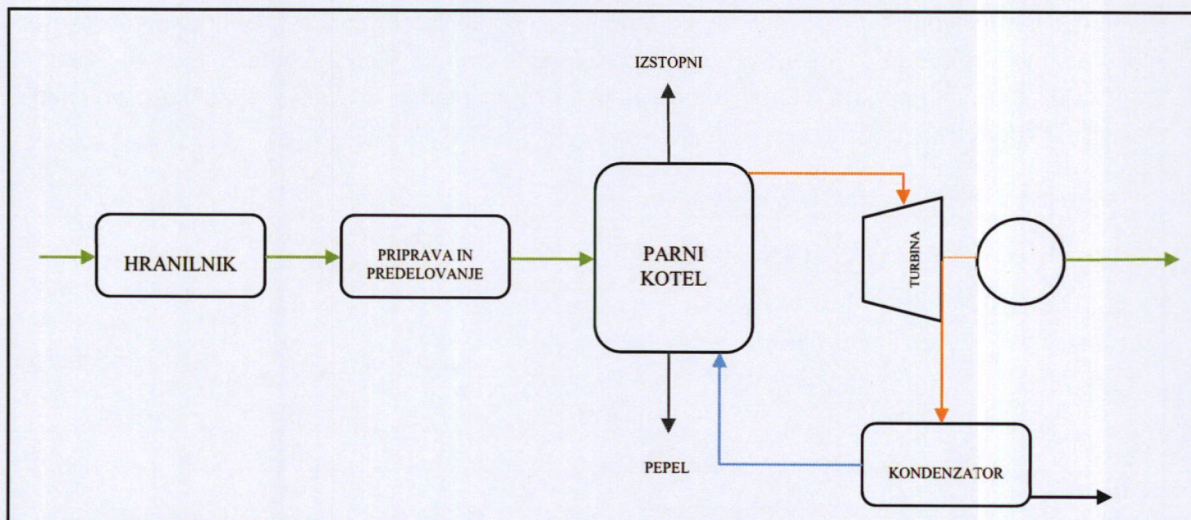 IZSTOPNI
HRANILNIK
PRIPRAVA IN
PREDELOVANJE
PARNI
KOTEL
TURBINA
PEPEL
KONDENZATOR